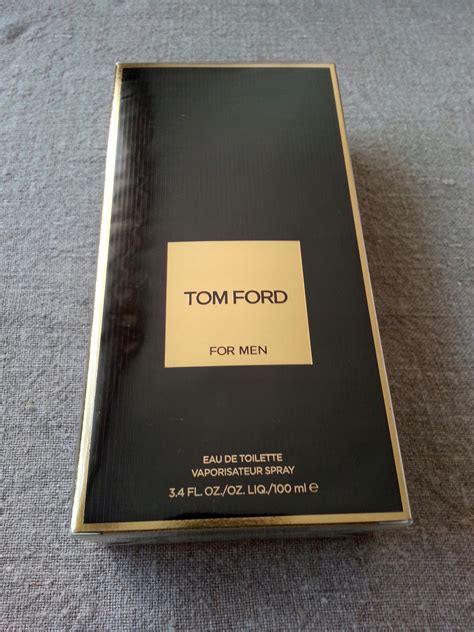 TOM FORD
FOR MEN
EAU DE TOILETTE
VAPORISATEUR SPRAY
3.4 FL. OZ./OZ. LIQ./100 ml ℮